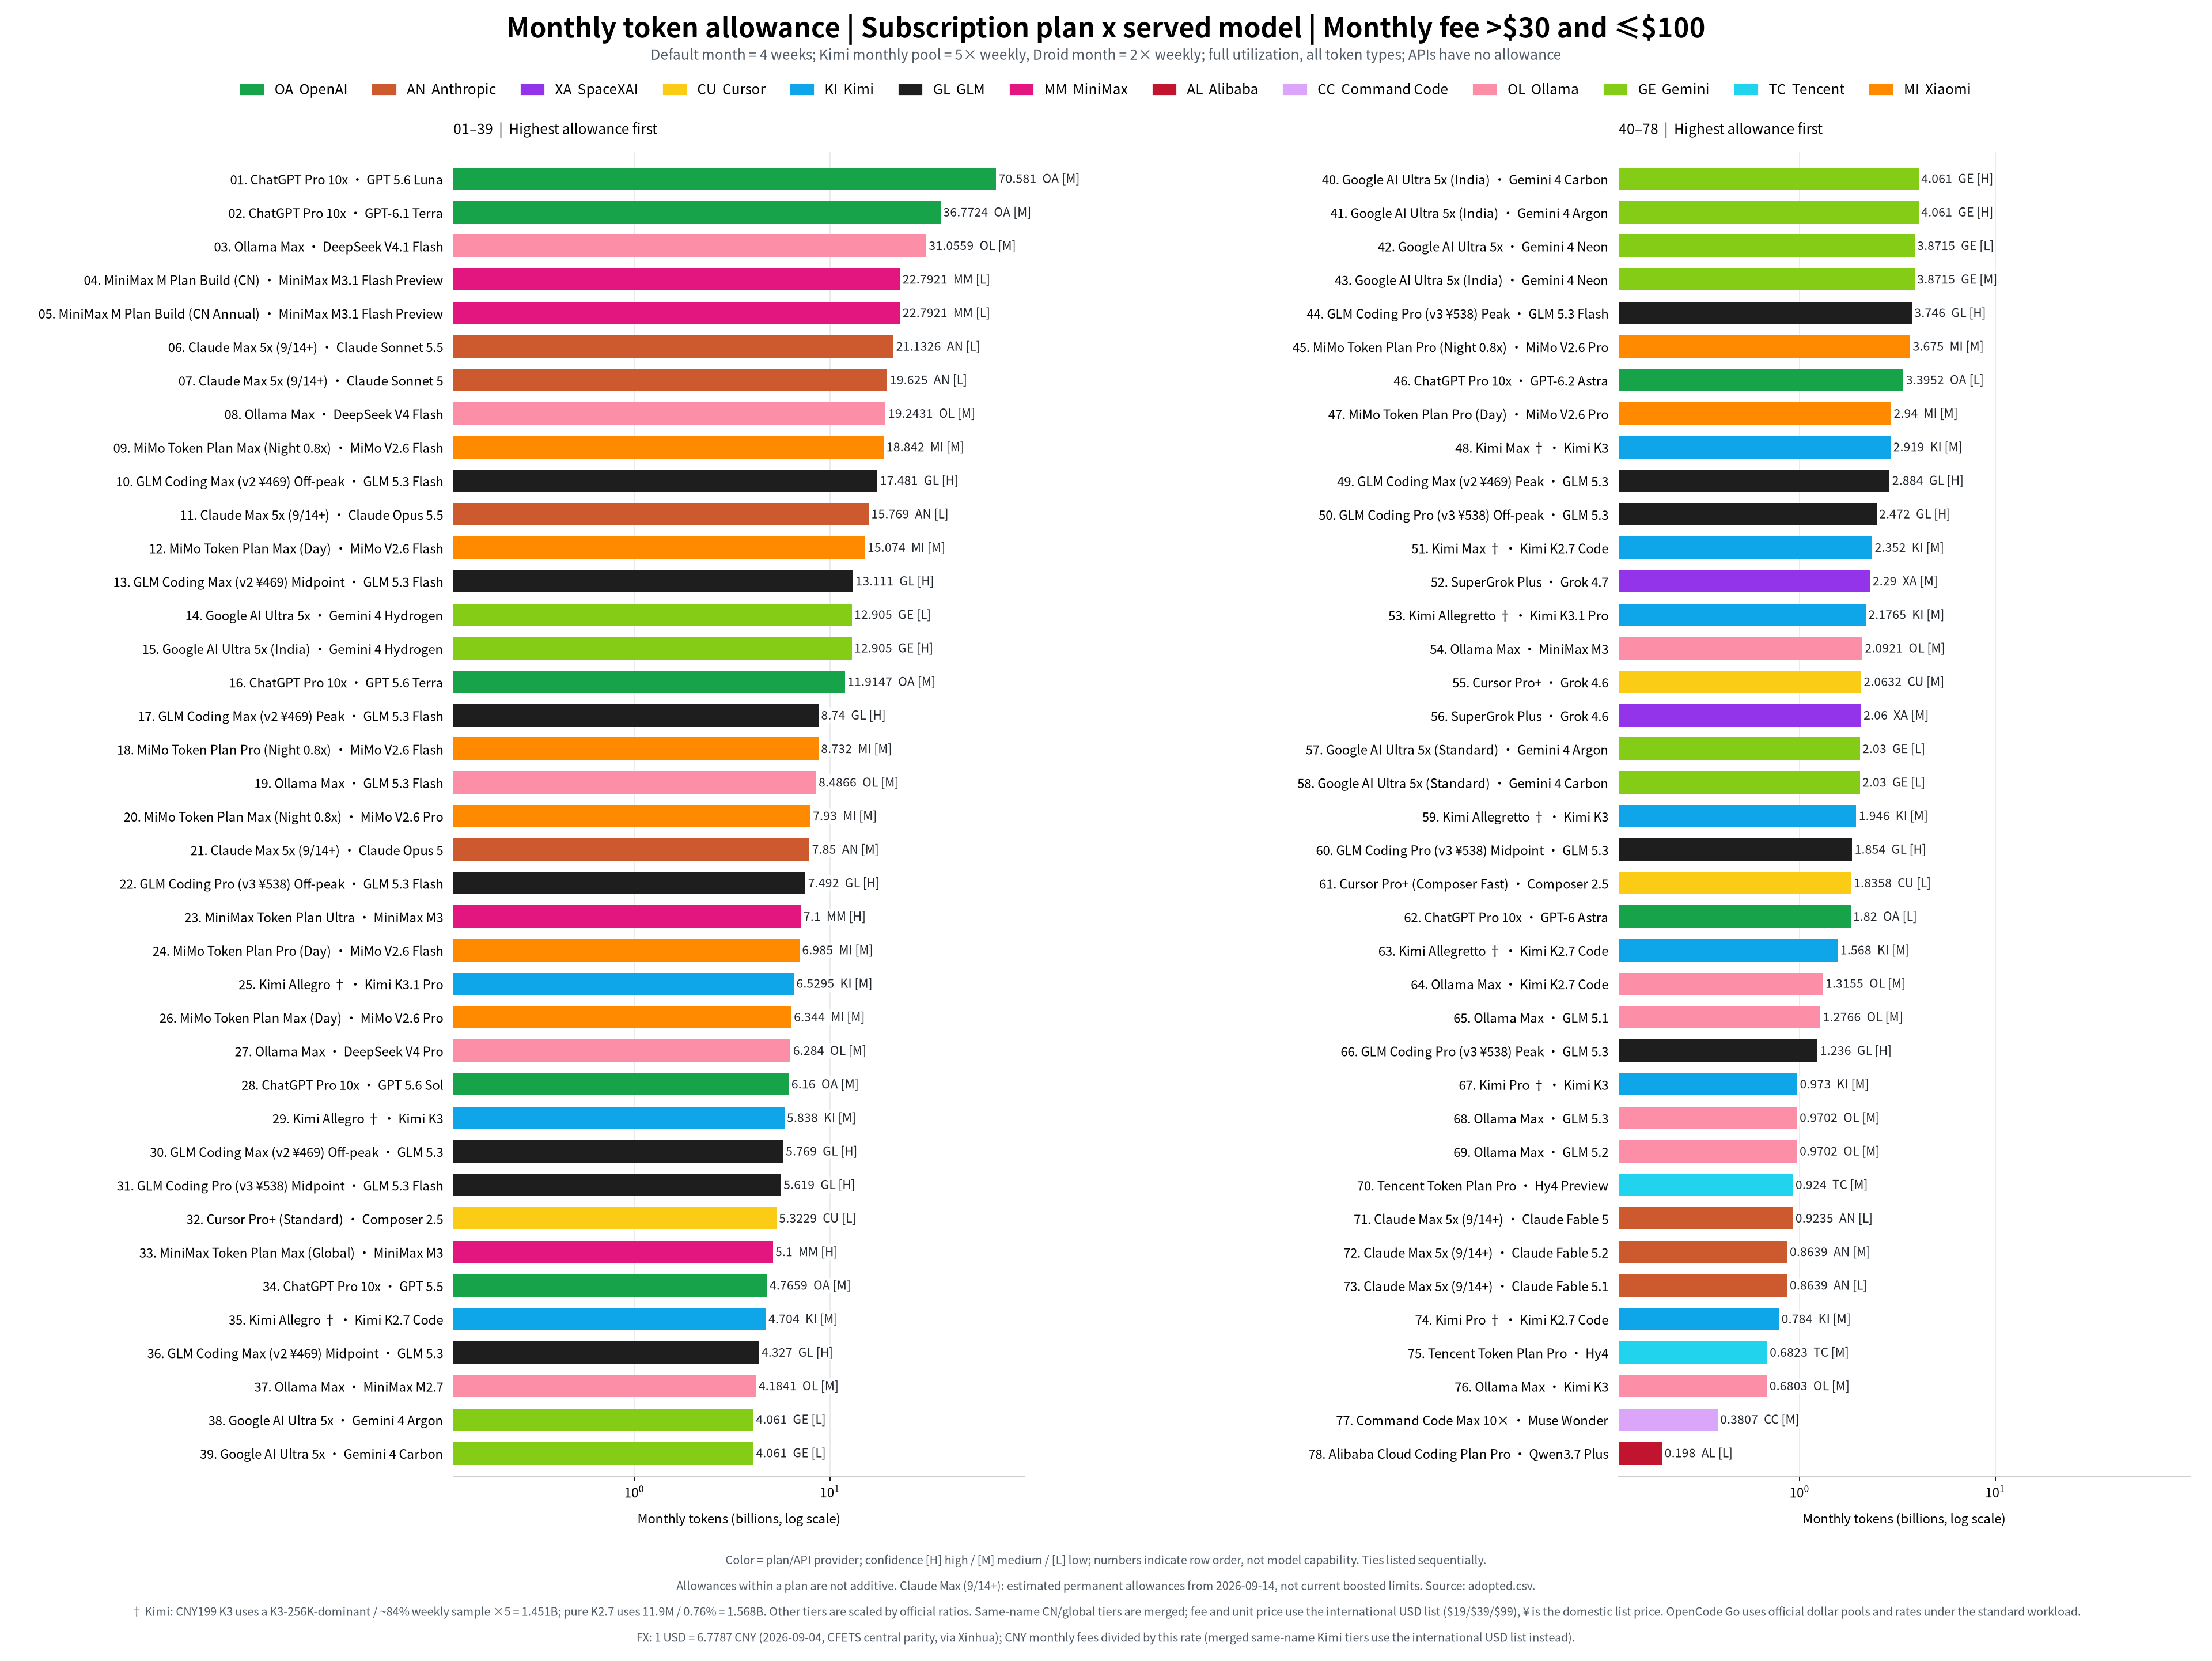 Monthly token allowance | Subscription plan x served model | Monthly fee >$30 and ≤$100
Default month = 4 weeks; Kimi monthly pool = 5× weekly, Droid month = 2× weekly; full utilization, all token types; APIs have no allowance
OA OpenAI AN Anthropic XA SpaceXAI CU Cursor KI Kimi GL GLM MM MiniMax AL Alibaba CC Command Code OL Ollama GE Gemini TC Tencent MI Xiaomi
01–39 | Highest allowance first
01. ChatGPT Pro 10x • GPT 5.6 Luna 70.581 OA [M]
02. ChatGPT Pro 10x • GPT-6.1 Terra 36.7724 OA [M]
03. Ollama Max • DeepSeek V4.1 Flash 31.0559 OL [M]
04. MiniMax M Plan Build (CN) • MiniMax M3.1 Flash Preview 22.7921 MM [L]
05. MiniMax M Plan Build (CN Annual) • MiniMax M3.1 Flash Preview 22.7921 MM [L]
06. Claude Max 5x (9/14+) • Claude Sonnet 5.5 21.1326 AN [L]
07. Claude Max 5x (9/14+) • Claude Sonnet 5 19.625 AN [L]
08. Ollama Max • DeepSeek V4 Flash 19.2431 OL [M]
09. MiMo Token Plan Max (Night 0.8x) • MiMo V2.6 Flash 18.842 MI [M]
10. GLM Coding Max (v2 ¥469) Off-peak • GLM 5.3 Flash 17.481 GL [H]
11. Claude Max 5x (9/14+) • Claude Opus 5.5 15.769 AN [L]
12. MiMo Token Plan Max (Day) • MiMo V2.6 Flash 15.074 MI [M]
13. GLM Coding Max (v2 ¥469) Midpoint • GLM 5.3 Flash 13.111 GL [H]
14. Google AI Ultra 5x • Gemini 4 Hydrogen 12.905 GE [L]
15. Google AI Ultra 5x (India) • Gemini 4 Hydrogen 12.905 GE [H]
16. ChatGPT Pro 10x • GPT 5.6 Terra 11.9147 OA [M]
17. GLM Coding Max (v2 ¥469) Peak • GLM 5.3 Flash 8.74 GL [H]
18. MiMo Token Plan Pro (Night 0.8x) • MiMo V2.6 Flash 8.732 MI [M]
19. Ollama Max • GLM 5.3 Flash 8.4866 OL [M]
20. MiMo Token Plan Max (Night 0.8x) • MiMo V2.6 Pro 7.93 MI [M]
21. Claude Max 5x (9/14+) • Claude Opus 5 7.85 AN [M]
22. GLM Coding Pro (v3 ¥538) Off-peak • GLM 5.3 Flash 7.492 GL [H]
23. MiniMax Token Plan Ultra • MiniMax M3 7.1 MM [H]
24. MiMo Token Plan Pro (Day) • MiMo V2.6 Flash 6.985 MI [M]
25. Kimi Allegro † • Kimi K3.1 Pro 6.5295 KI [M]
26. MiMo Token Plan Max (Day) • MiMo V2.6 Pro 6.344 MI [M]
27. Ollama Max • DeepSeek V4 Pro 6.284 OL [M]
28. ChatGPT Pro 10x • GPT 5.6 Sol 6.16 OA [M]
29. Kimi Allegro † • Kimi K3 5.838 KI [M]
30. GLM Coding Max (v2 ¥469) Off-peak • GLM 5.3 5.769 GL [H]
31. GLM Coding Pro (v3 ¥538) Midpoint • GLM 5.3 Flash 5.619 GL [H]
32. Cursor Pro+ (Standard) • Composer 2.5 5.3229 CU [L]
33. MiniMax Token Plan Max (Global) • MiniMax M3 5.1 MM [H]
34. ChatGPT Pro 10x • GPT 5.5 4.7659 OA [M]
35. Kimi Allegro † • Kimi K2.7 Code 4.704 KI [M]
36. GLM Coding Max (v2 ¥469) Midpoint • GLM 5.3 4.327 GL [H]
37. Ollama Max • MiniMax M2.7 4.1841 OL [M]
38. Google AI Ultra 5x • Gemini 4 Argon 4.061 GE [L]
39. Google AI Ultra 5x • Gemini 4 Carbon 4.061 GE [L]
10⁰ 10¹
Monthly tokens (billions, log scale)
40–78 | Highest allowance first
40. Google AI Ultra 5x (India) • Gemini 4 Carbon 4.061 GE [H]
41. Google AI Ultra 5x (India) • Gemini 4 Argon 4.061 GE [H]
42. Google AI Ultra 5x • Gemini 4 Neon 3.8715 GE [L]
43. Google AI Ultra 5x (India) • Gemini 4 Neon 3.8715 GE [M]
44. GLM Coding Pro (v3 ¥538) Peak • GLM 5.3 Flash 3.746 GL [H]
45. MiMo Token Plan Pro (Night 0.8x) • MiMo V2.6 Pro 3.675 MI [M]
46. ChatGPT Pro 10x • GPT-6.2 Astra 3.3952 OA [L]
47. MiMo Token Plan Pro (Day) • MiMo V2.6 Pro 2.94 MI [M]
48. Kimi Max † • Kimi K3 2.919 KI [M]
49. GLM Coding Max (v2 ¥469) Peak • GLM 5.3 2.884 GL [H]
50. GLM Coding Pro (v3 ¥538) Off-peak • GLM 5.3 2.472 GL [H]
51. Kimi Max † • Kimi K2.7 Code 2.352 KI [M]
52. SuperGrok Plus • Grok 4.7 2.29 XA [M]
53. Kimi Allegretto † • Kimi K3.1 Pro 2.1765 KI [M]
54. Ollama Max • MiniMax M3 2.0921 OL [M]
55. Cursor Pro+ • Grok 4.6 2.0632 CU [M]
56. SuperGrok Plus • Grok 4.6 2.06 XA [M]
57. Google AI Ultra 5x (Standard) • Gemini 4 Argon 2.03 GE [L]
58. Google AI Ultra 5x (Standard) • Gemini 4 Carbon 2.03 GE [L]
59. Kimi Allegretto † • Kimi K3 1.946 KI [M]
60. GLM Coding Pro (v3 ¥538) Midpoint • GLM 5.3 1.854 GL [H]
61. Cursor Pro+ (Composer Fast) • Composer 2.5 1.8358 CU [L]
62. ChatGPT Pro 10x • GPT-6 Astra 1.82 OA [L]
63. Kimi Allegretto † • Kimi K2.7 Code 1.568 KI [M]
64. Ollama Max • Kimi K2.7 Code 1.3155 OL [M]
65. Ollama Max • GLM 5.1 1.2766 OL [M]
66. GLM Coding Pro (v3 ¥538) Peak • GLM 5.3 1.236 GL [H]
67. Kimi Pro † • Kimi K3 0.973 KI [M]
68. Ollama Max • GLM 5.3 0.9702 OL [M]
69. Ollama Max • GLM 5.2 0.9702 OL [M]
70. Tencent Token Plan Pro • Hy4 Preview 0.924 TC [M]
71. Claude Max 5x (9/14+) • Claude Fable 5 0.9235 AN [L]
72. Claude Max 5x (9/14+) • Claude Fable 5.2 0.8639 AN [M]
73. Claude Max 5x (9/14+) • Claude Fable 5.1 0.8639 AN [L]
74. Kimi Pro † • Kimi K2.7 Code 0.784 KI [M]
75. Tencent Token Plan Pro • Hy4 0.6823 TC [M]
76. Ollama Max • Kimi K3 0.6803 OL [M]
77. Command Code Max 10× • Muse Wonder 0.3807 CC [M]
78. Alibaba Cloud Coding Plan Pro • Qwen3.7 Plus 0.198 AL [L]
10⁰ 10¹
Monthly tokens (billions, log scale)
Color = plan/API provider; confidence [H] high / [M] medium / [L] low; numbers indicate row order, not model capability. Ties listed sequentially.
Allowances within a plan are not additive. Claude Max (9/14+): estimated permanent allowances from 2026-09-14, not current boosted limits. Source: adopted.csv.
† Kimi: CNY199 K3 uses a K3-256K-dominant / ~84% weekly sample ×5 = 1.451B; pure K2.7 uses 11.9M / 0.76% = 1.568B. Other tiers are scaled by official ratios. Same-name CN/global tiers are merged; fee and unit price use the international USD list ($19/$39/$99), ¥ is the domestic list price. OpenCode Go uses official dollar pools and rates under the standard workload.
FX: 1 USD = 6.7787 CNY (2026-09-04, CFETS central parity, via Xinhua); CNY monthly fees divided by this rate (merged same-name Kimi tiers use the international USD list instead).